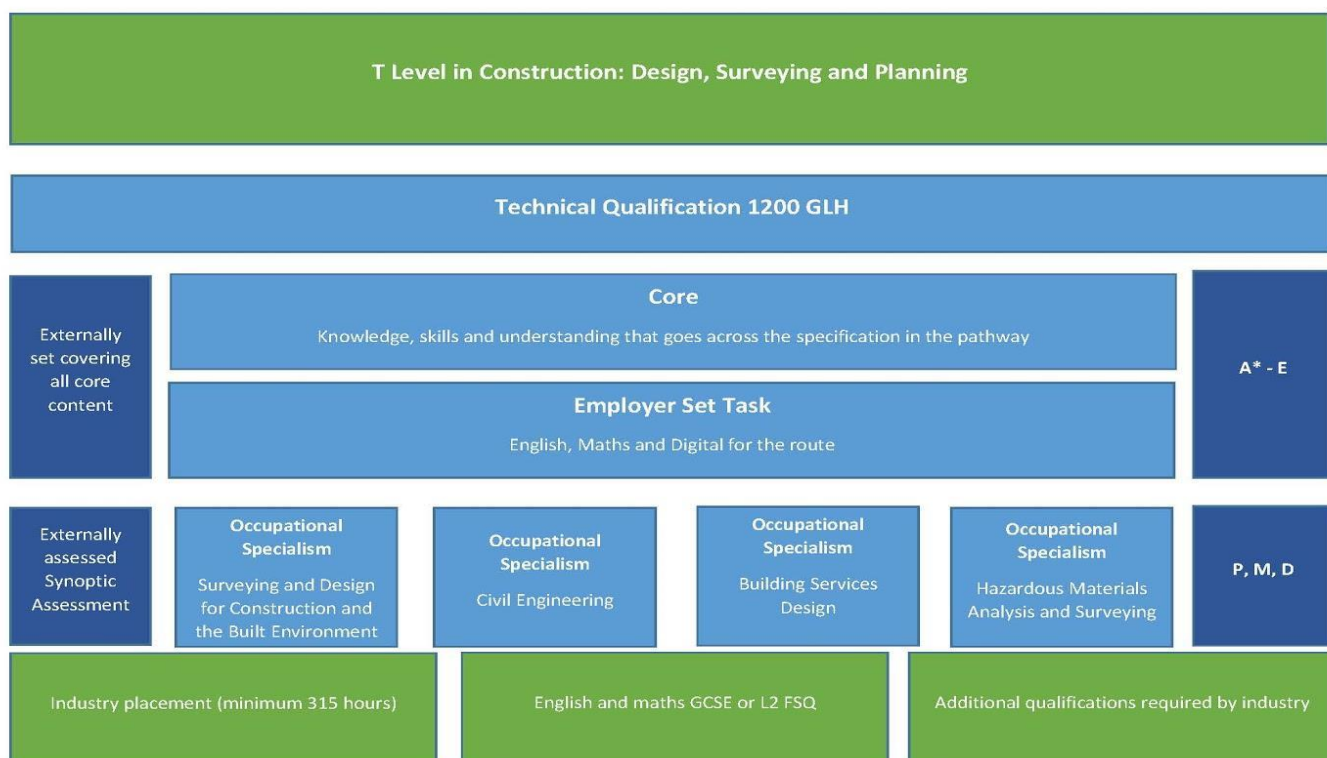 T Level in Construction: Design, Surveying and Planning
Technical Qualification 1200 GLH
Externally
set covering
all core
content
Core
Knowledge, skills and understanding that goes across the specification in the pathway
Employer Set Task
English, Maths and Digital for the route
A* - E
Externally
assessed
Synoptic
Assessment
Occupational
Specialism
Surveying and Design
for Construction and
the Built Environment
Occupational
Specialism
Civil Engineering
Occupational
Specialism
Building Services
Design
Occupational
Specialism
Hazardous Materials
Analysis and Surveying
P, M, D
Industry placement (minimum 315 hours)
English and maths GCSE or L2 FSQ
Additional qualifications required by industry